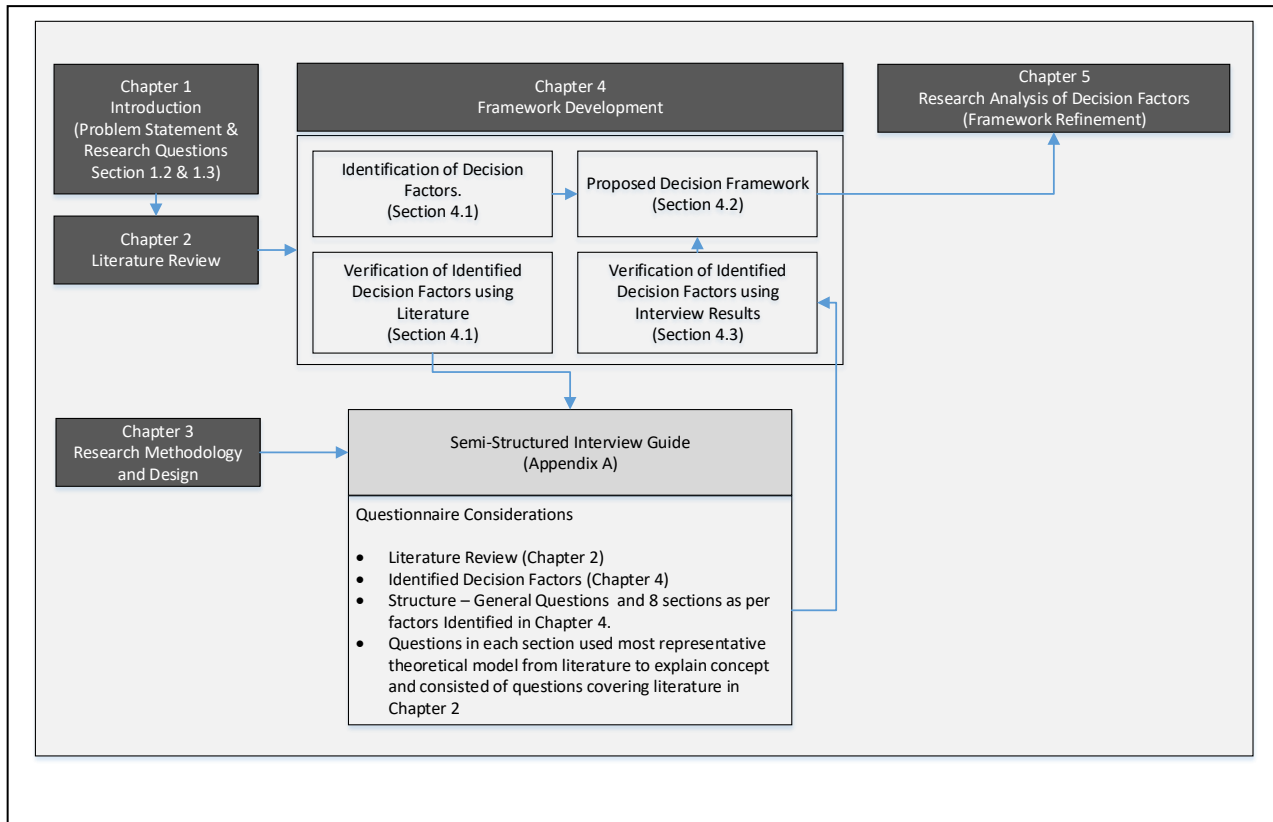 Chapter 1
Introduction
(Problem Statement &
Research Questions
Section 1.2 & 1.3)
Chapter 2
Literature Review
Chapter 4
Framework Development
Identification of Decision
Factors.
(Section 4.1)
Proposed Decision Framework
(Section 4.2)
Verification of Identified
Decision Factors using
Literature
(Section 4.1)
Verification of Identified
Decision Factors using
Interview Results
(Section 4.3)
Chapter 5
Research Analysis of Decision Factors
(Framework Refinement)
Chapter 3
Research Methodology
and Design
Semi-Structured Interview Guide
(Appendix A)
Questionnaire Considerations
• Literature Review (Chapter 2)
• Identified Decision Factors (Chapter 4)
• Structure – General Questions and 8 sections as per
factors Identified in Chapter 4.
• Questions in each section used most representative
theoretical model from literature to explain concept
and consisted of questions covering literature in
Chapter 2